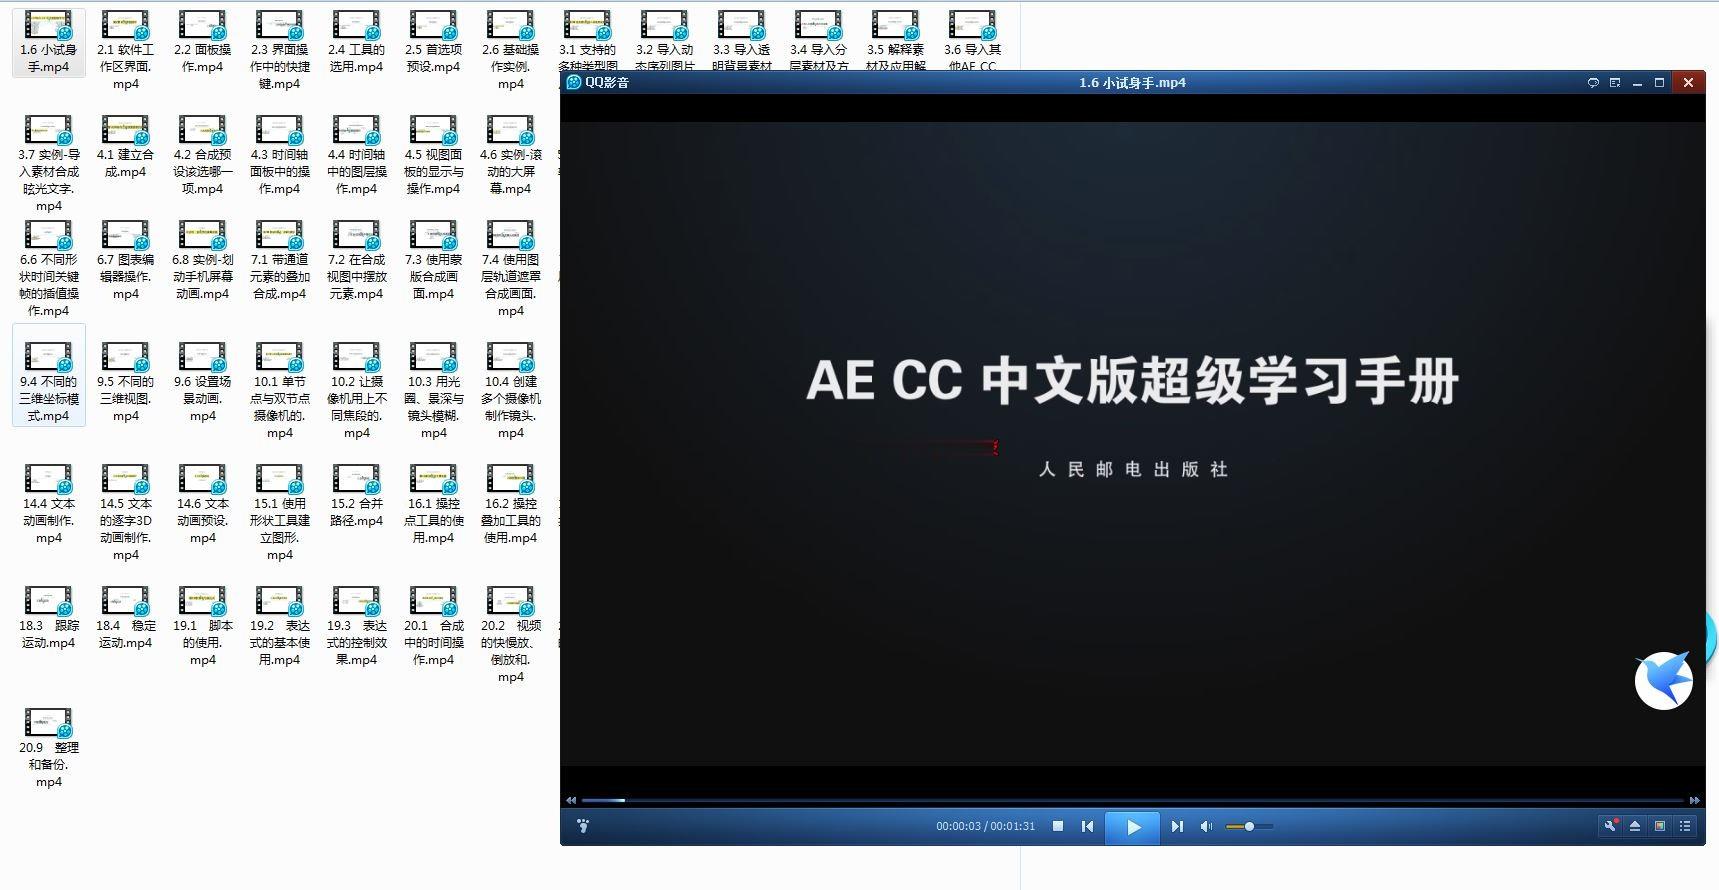 1.6 小试身
手.mp4
2.1 软件工
作区界面.
mp4
2.2 面板操
作.mp4
2.3 界面操
作中的快捷
键.mp4
2.4 工具的
选用.mp4
2.5 首选项
预设.mp4
2.6 基础操
作实例.
mp4
3.1 支持的
多种类型图
3.2 导入动
态序列图片
3.3 导入透
明背景素材
3.4 导入分
层素材及方
3.5 解释素
材及应用解
3.6 导入其
他AE CC
QQ影音
1.6 小试身手.mp4
3.7 实例-导
入素材合成
眩光文字.
mp4
4.1 建立合
成.mp4
4.2 合成预
设该选哪一
项.mp4
4.3 时间轴
面板中的操
作.mp4
4.4 时间轴
中的图层操
作.mp4
4.5 视图面
板的显示与
操作.mp4
4.6 实例-滚
动的大屏
幕.mp4
6.6 不同形
状时间关键
帧的插值操
作.mp4
6.7 图表编
辑器操作.
mp4
6.8 实例-划
动手机屏幕
动画.mp4
7.1 带通道
元素的叠加
合成.mp4
7.2 在合成
视图中摆放
元素.mp4
7.3 使用蒙
版合成画
面.mp4
7.4 使用图
层轨道遮罩
合成画面.
mp4
9.4 不同的
三维坐标模
式.mp4
9.5 不同的
三维视图.
mp4
9.6 设置场
景动画.
mp4
10.1 单节
点与双节点
摄像机的.
mp4
10.2 让摄
像机用上不
同焦段的.
mp4
10.3 用光
圈、景深与
镜头模糊.
mp4
10.4 创建
多个摄像机
制作镜头.
mp4
AE CC 中文版超级学习手册
人民邮电出版社
14.4 文本
动画制作.
mp4
14.5 文本
的逐字3D
动画制作.
mp4
14.6 文本
动画预设.
mp4
15.1 使用
形状工具建
立图形.
mp4
15.2 合并
路径.mp4
16.1 操控
点工具的使
用.mp4
16.2 操控
叠加工具的
使用.mp4
18.3 跟踪
运动.mp4
18.4 稳定
运动.mp4
19.1 脚本
的使用.
mp4
19.2 表达
式的基本使
用.mp4
19.3 表达
式的控制效
果.mp4
20.1 合成
中的时间操
作.mp4
20.2 视频
的快慢放、
倒放和.
mp4
20.9 整理
和备份.
mp4
00:00:03 / 00:01:31